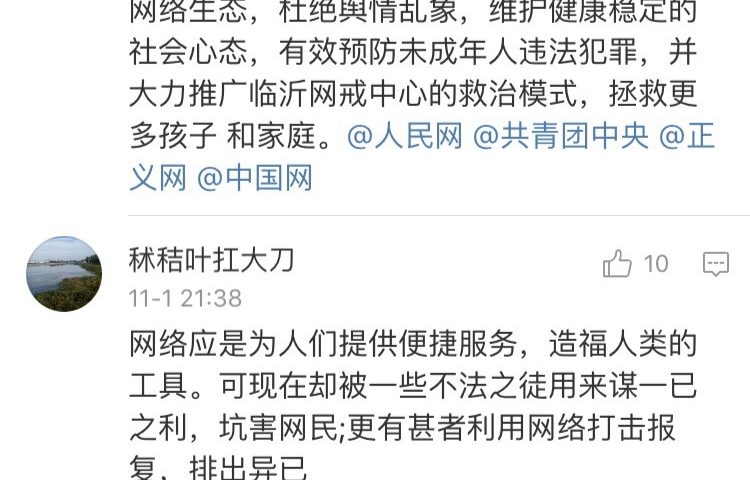 网络生态，杜绝舆情乱象，维护健康稳定的
社会心态，有效预防未成年人违法犯罪，并
大力推广临沂网戒中心的救治模式，拯救更
多孩子 和家庭。@人民网 @共青团中央 @正
义网 @中国网
秫秸叶扛大刀
10
11-1 21:38
网络应是为人们提供便捷服务，造福人类的
工具。可现在却被一些不法之徒用来谋一已
之利，坑害网民;更有甚者利用网络打击报
复，排出异已